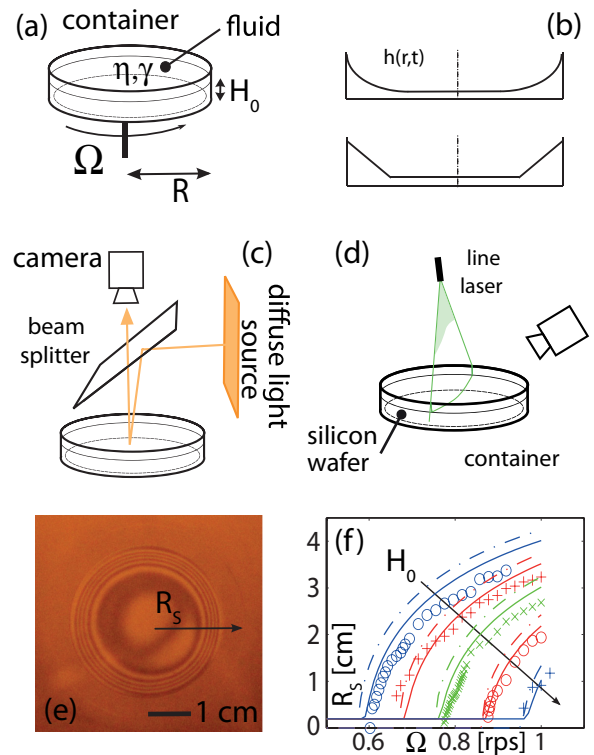 (a)
container
fluid
η,γ
H₀
Ω
R
(b)
h(r,t)
(c)
camera
beam
splitter
diffuse light
source
(d)
line
laser
silicon
wafer
container
(e)
Rₛ
1 cm
(f)
H₀
4
3
2
1
0
Rₛ [cm]
0.6
0.8
1
Ω [rps]